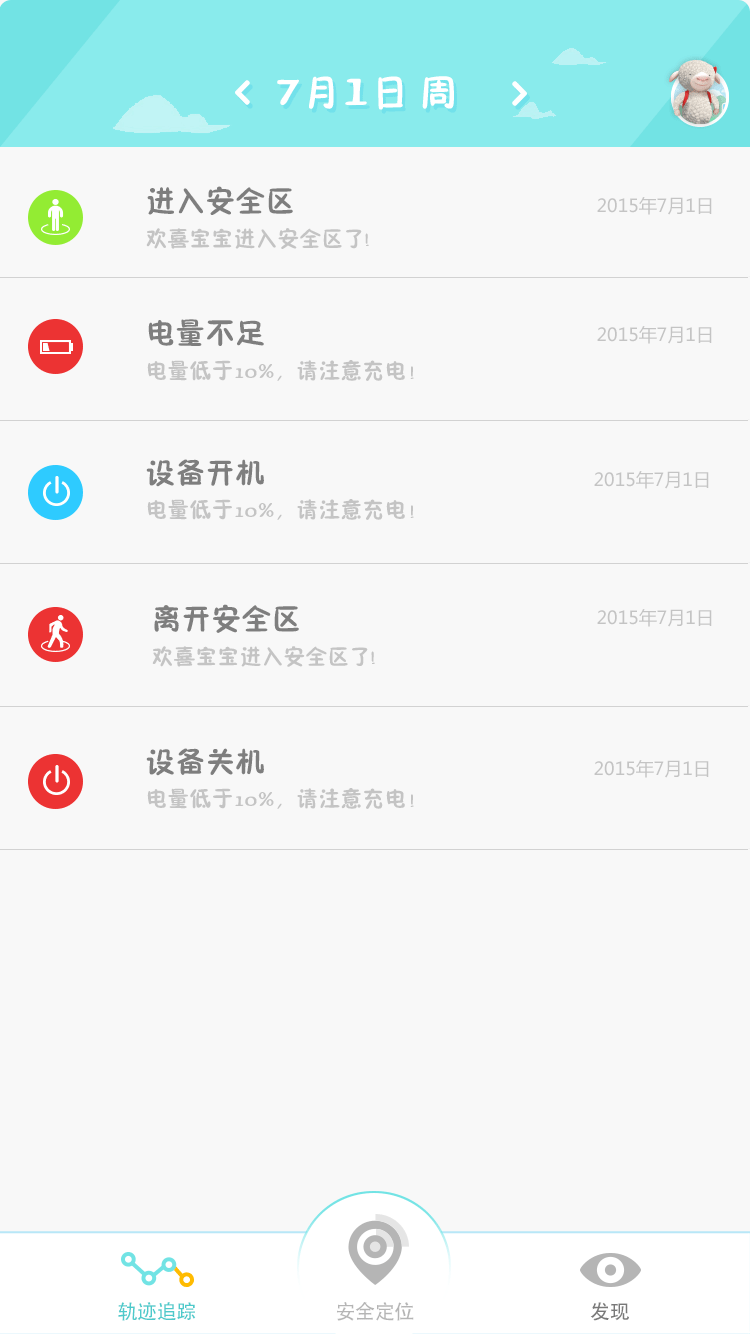 7月1日 周
进入安全区
2015年7月1日
欢喜宝宝进入安全区了!
电量不足
2015年7月1日
电量低于10%，请注意充电!
设备开机
2015年7月1日
电量低于10%，请注意充电!
离开安全区
2015年7月1日
欢喜宝宝进入安全区了!
设备关机
2015年7月1日
电量低于10%，请注意充电!
轨迹追踪
安全定位
发现